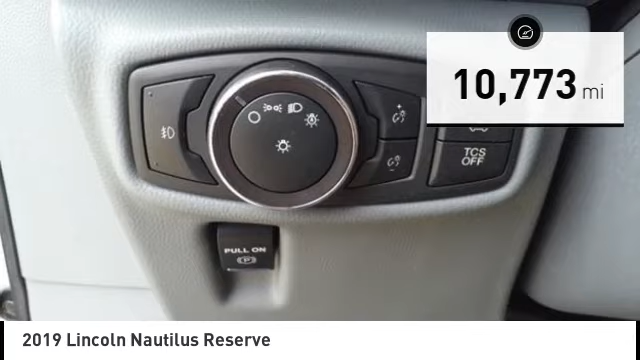 10,773 mi
TCS
OFF
PULL ON
P
2019 Lincoln Nautilus Reserve